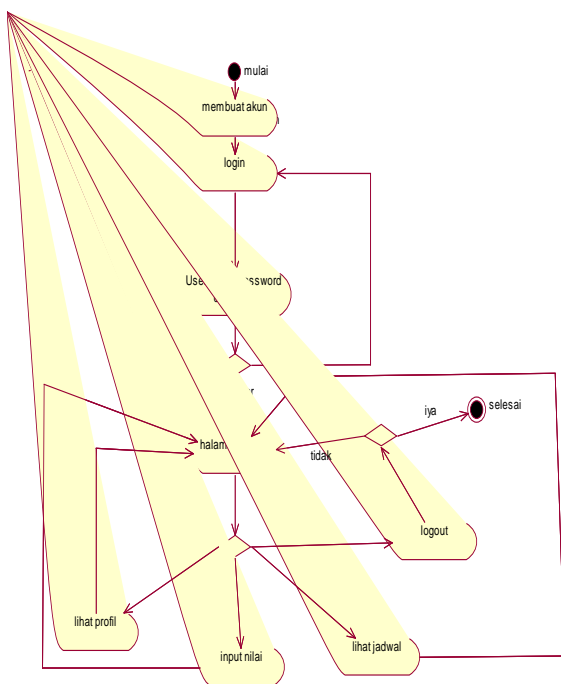 mulai
membuat akun
login
Use ssword
r
iya
selesai
halam
tidak
logout
lihat profil
lihat jadwal
input nilai